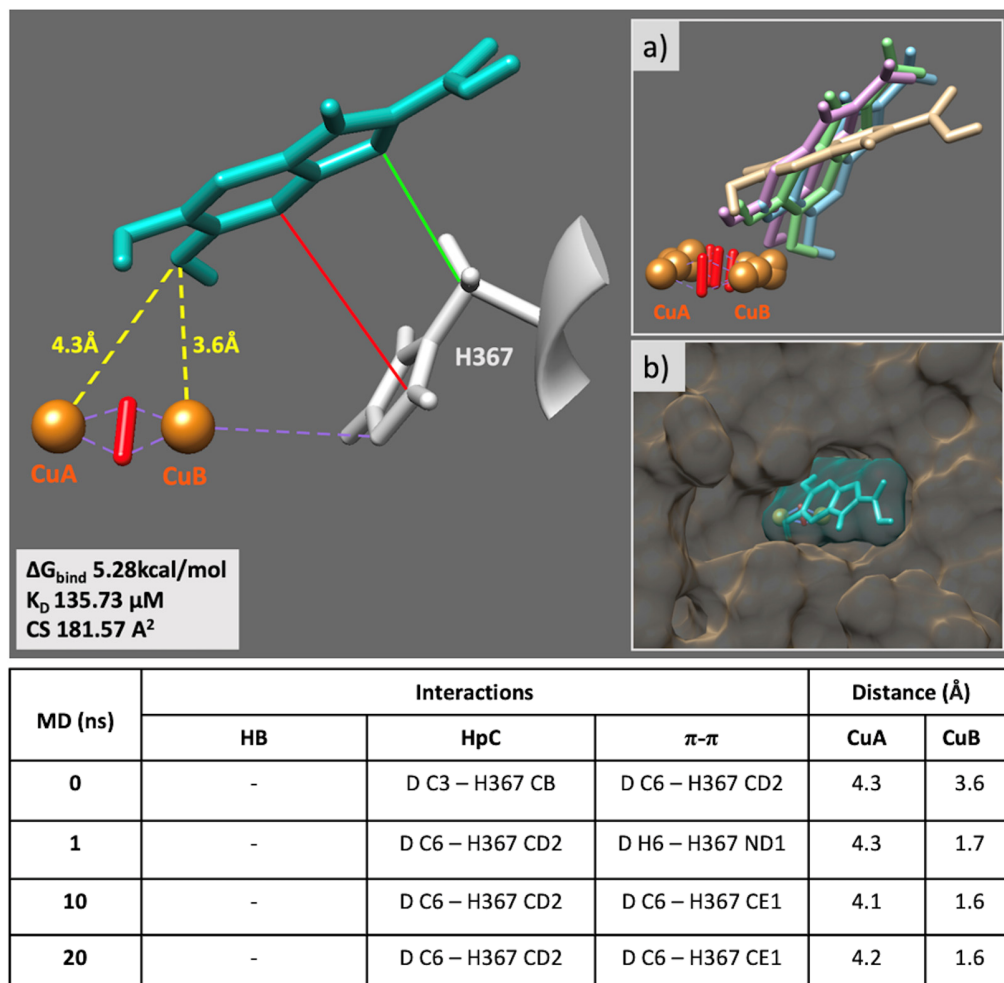 4.3Å
3.6Å
H367
CuA
CuB
ΔGbind 5.28kcal/mol
KD 135.73 µM
CS 181.57 A²
a)
CuA
CuB
b)
MD (ns) Interactions Distance (Å)
HB HpC π-π CuA CuB
0 - D C3 – H367 CB D C6 – H367 CD2 4.3 3.6
1 - D C6 – H367 CD2 D H6 – H367 ND1 4.3 1.7
10 - D C6 – H367 CD2 D C6 – H367 CE1 4.1 1.6
20 - D C6 – H367 CD2 D C6 – H367 CE1 4.2 1.6